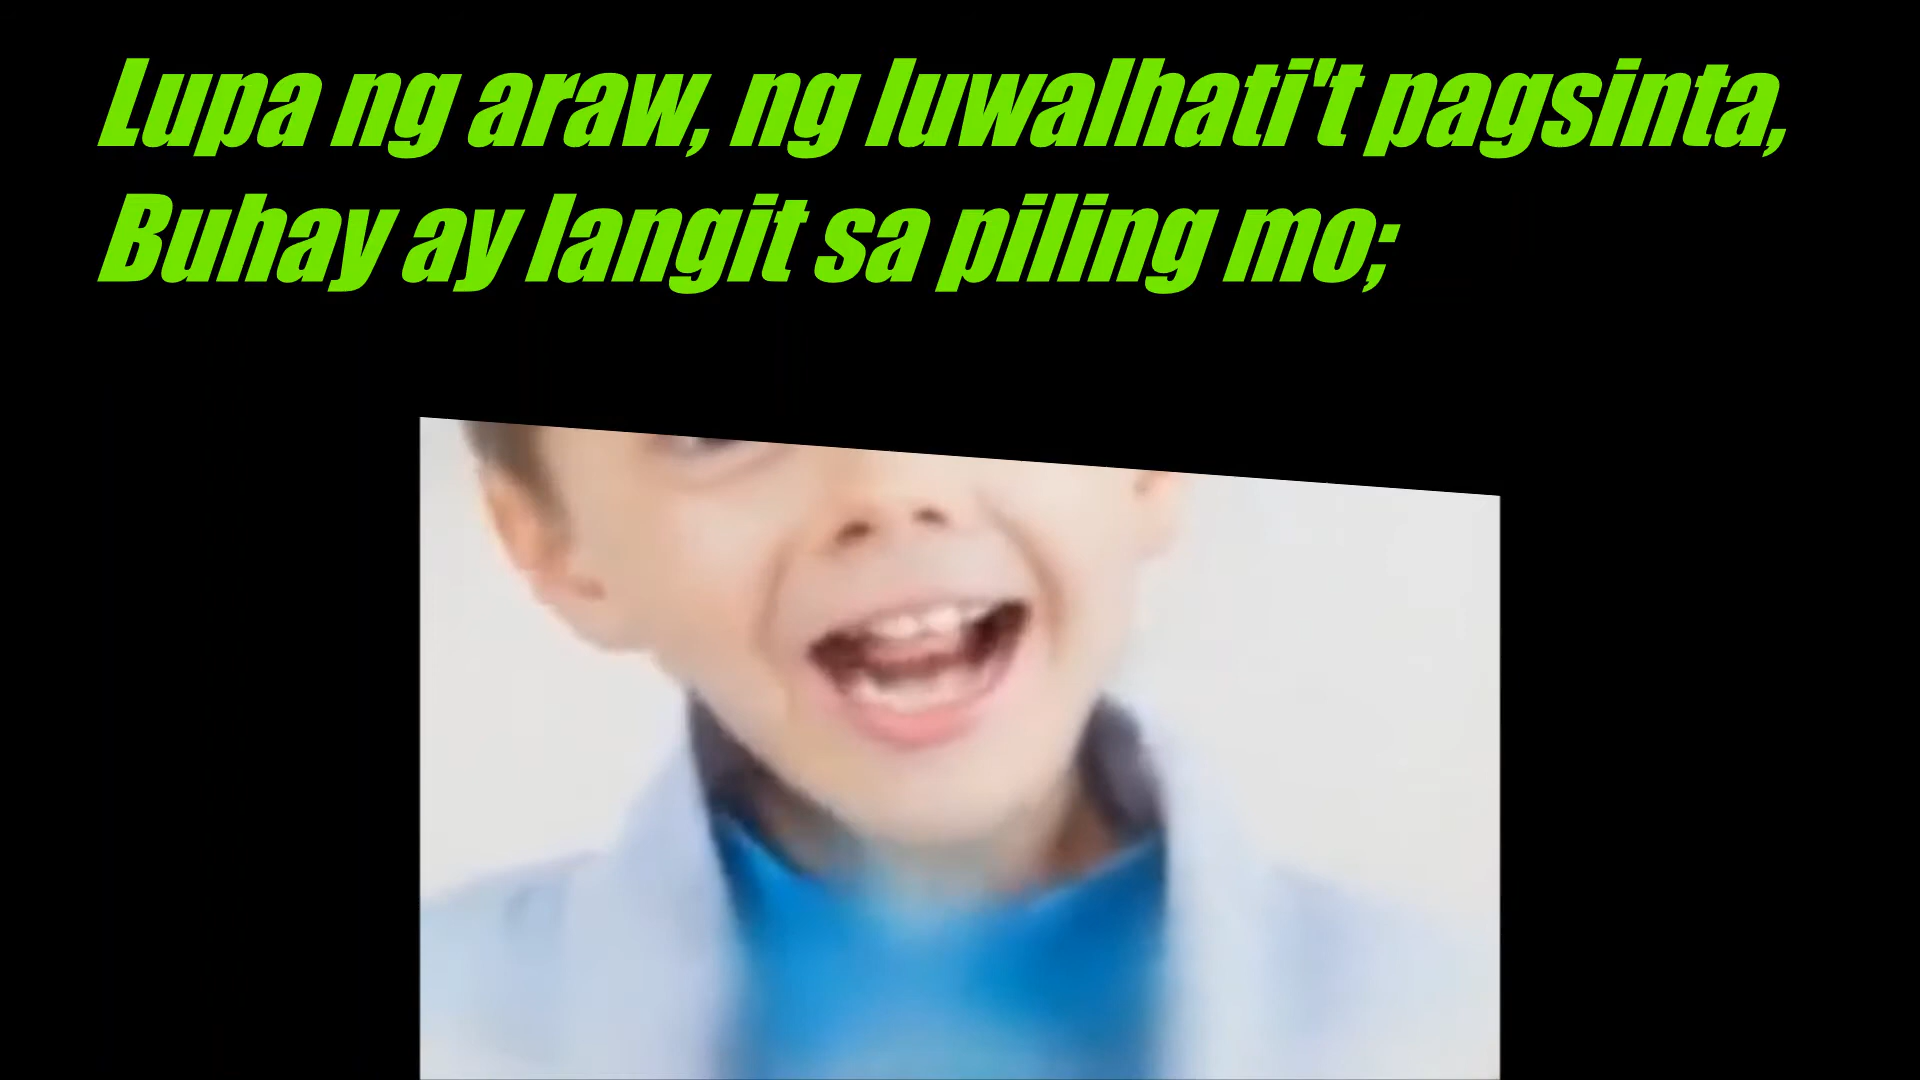 Lupa ng araw, ng luwalhati't pagsinta,
Buhay ay langit sa piling mo;